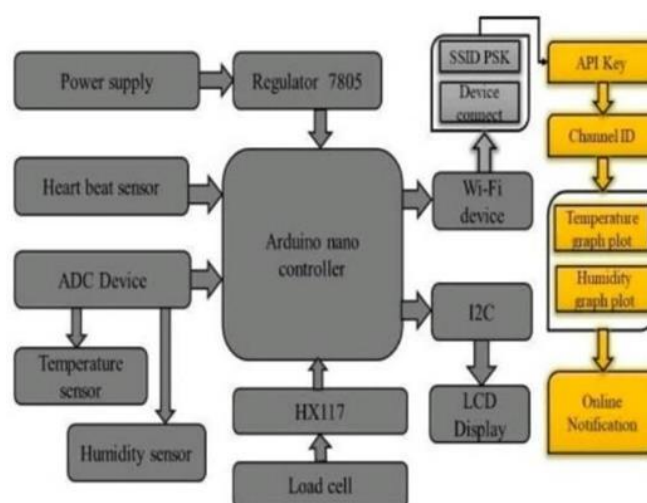 Power supply
Regulator 7805
SSID PSK
Device
connect
API Key
Channel ID
Heart beat sensor
Arduino nano
controller
Wi-Fi
device
Temperature
graph plot
Humidity
graph plot
ADC Device
I2C
Temperature
sensor
Humidity sensor
HX117
Load cell
LCD
Display
Online
Notification